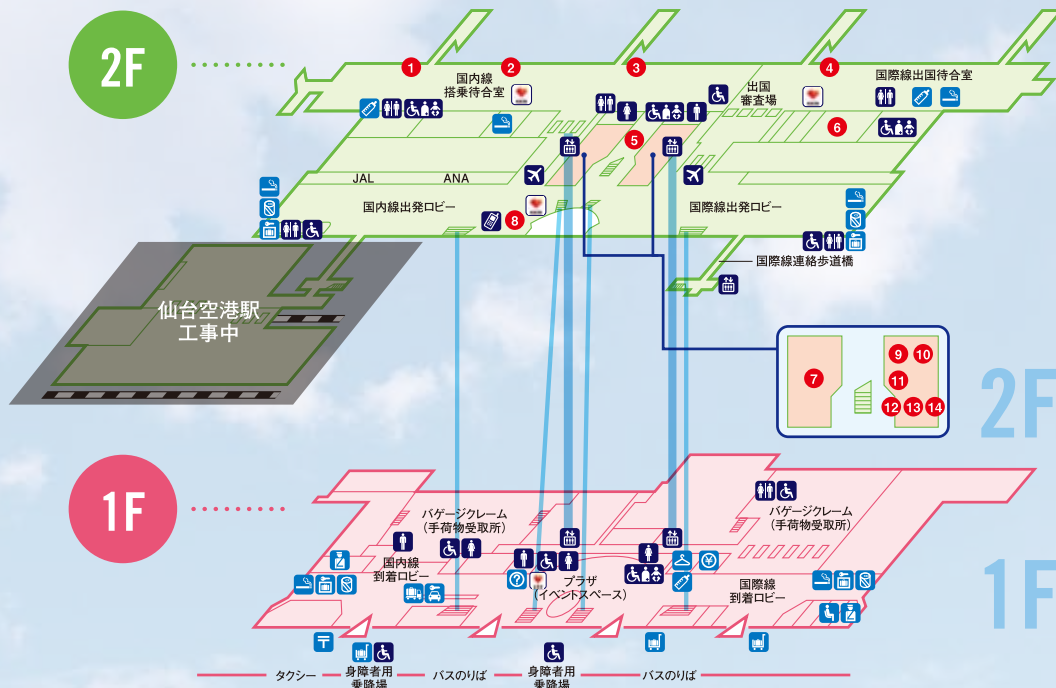 2F
1
2
3
4
国内線
搭乗待合室
出国
審査場
国際線出国待合室
5
6
JAL
ANA
国内線出発ロビー
国際線出発ロビー
8
国際線連絡歩道橋
仙台空港駅
工事中
7
9
10
11
12
13
14
2F
1F
バゲージクレーム
(手荷物受取所)
バゲージクレーム
(手荷物受取所)
国内線
到着ロビー
?
プラザ
(イベントスペース)
¥
国際線
到着ロビー
1F
〒
タクシー
身障者用
乗降場
バスのりば
身障者用
乗降場
バスのりば